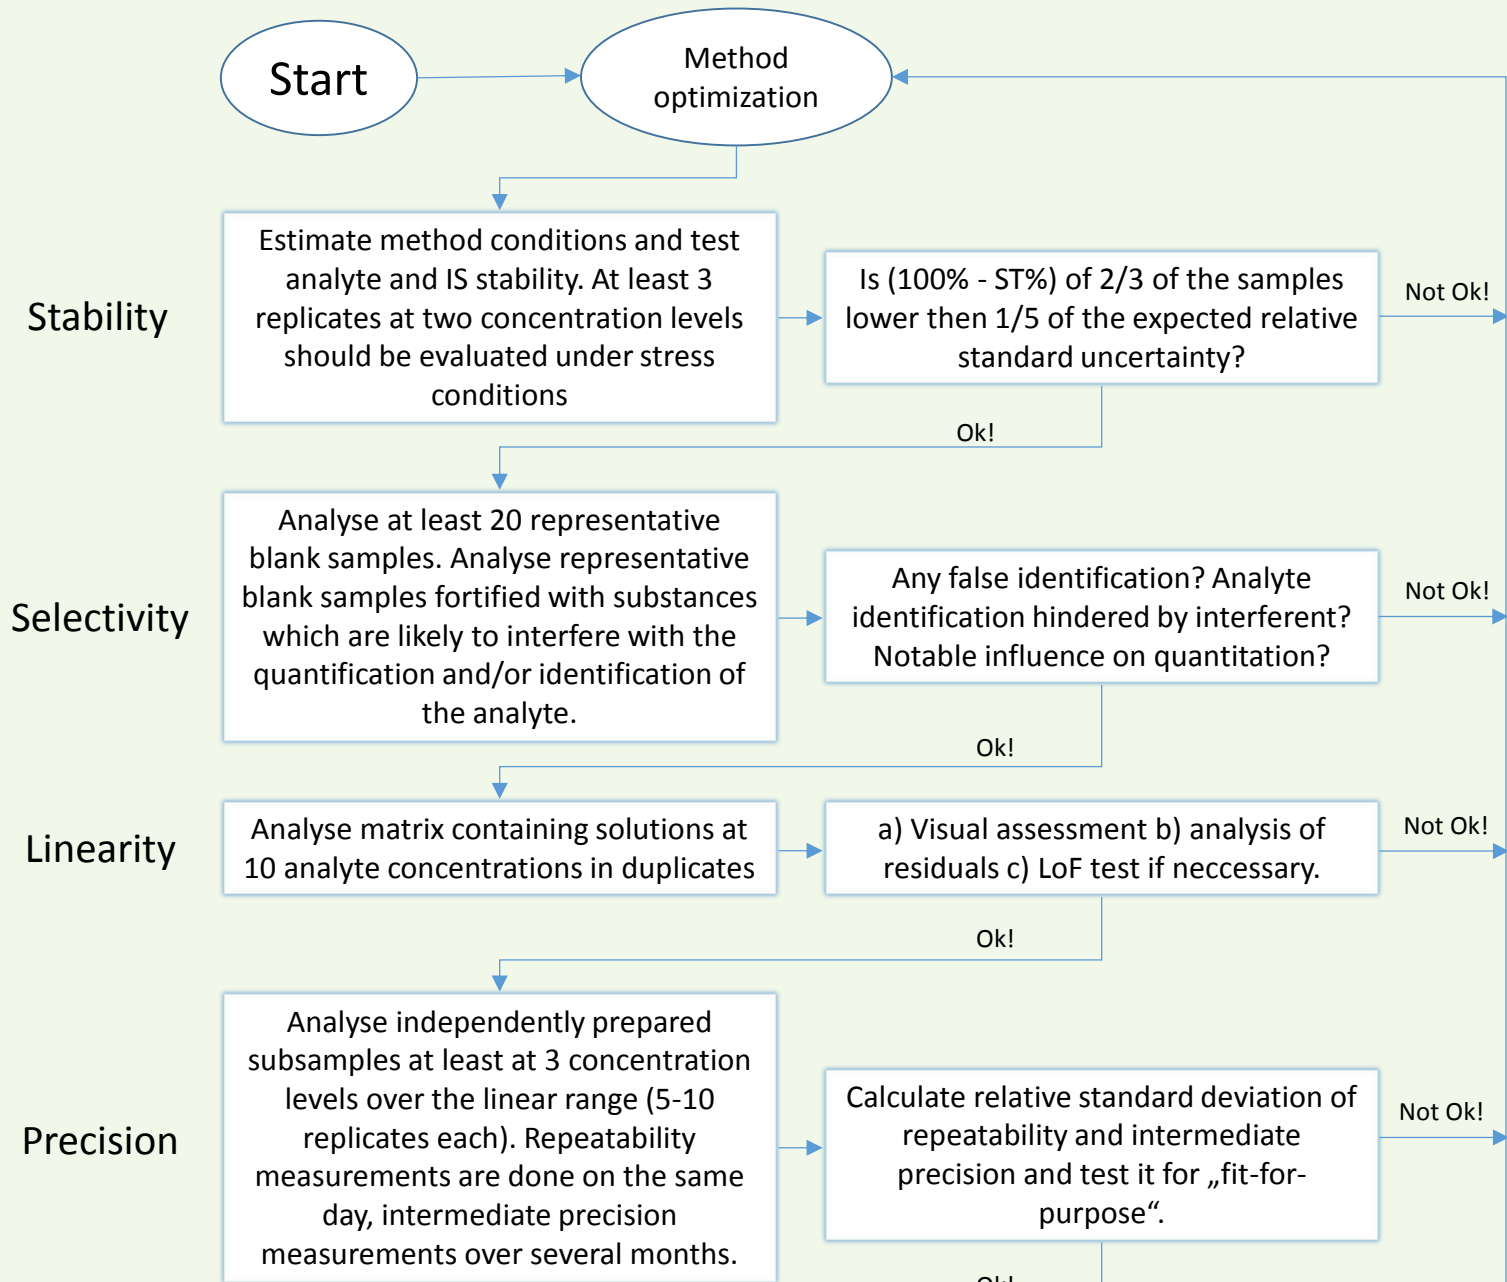 Start
Method
optimization
Stability
Estimate method conditions and test
analyte and IS stability. At least 3
replicates at two concentration levels
should be evaluated under stress
conditions
Is (100% - ST%) of 2/3 of the samples
lower then 1/5 of the expected relative
standard uncertainty?
Not Ok!
Ok!
Selectivity
Analyse at least 20 representative
blank samples. Analyse representative
blank samples fortified with substances
which are likely to interfere with the
quantification and/or identification of
the analyte.
Any false identification? Analyte
identification hindered by interferent?
Notable influence on quantitation?
Not Ok!
Ok!
Linearity
Analyse matrix containing solutions at
10 analyte concentrations in duplicates
a) Visual assessment b) analysis of
residuals c) LoF test if neccessary.
Not Ok!
Ok!
Precision
Analyse independently prepared
subsamples at least at 3 concentration
levels over the linear range (5-10
replicates each). Repeatability
measurements are done on the same
day, intermediate precision
measurements over several months.
Calculate relative standard deviation of
repeatability and intermediate
precision and test it for „fit-for-
purpose“.
Not Ok!
Ok!